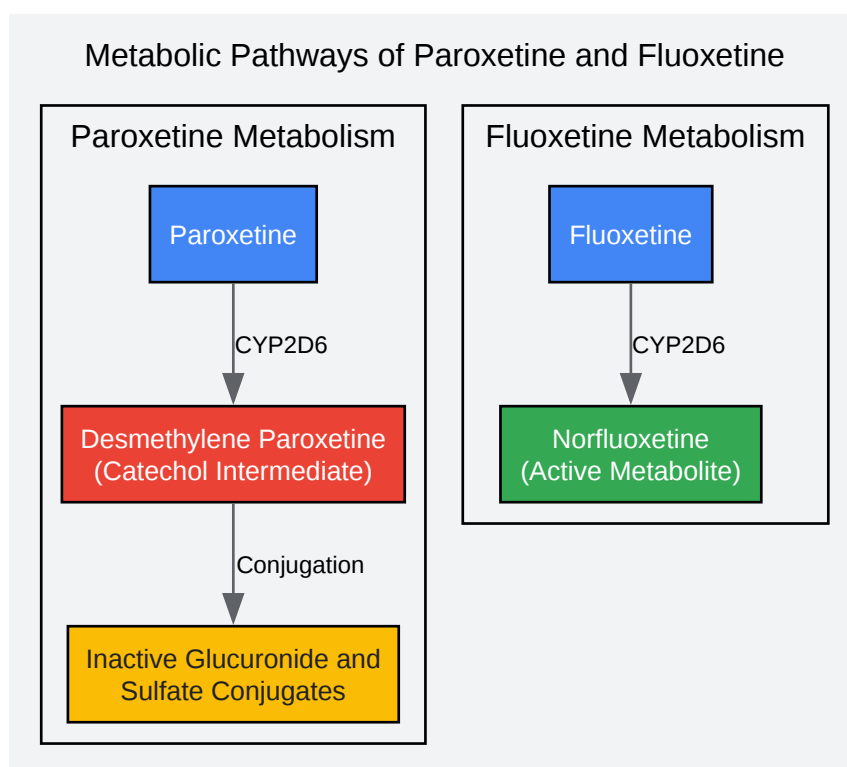 Metabolic Pathways of Paroxetine and Fluoxetine
Paroxetine Metabolism
Paroxetine
CYP2D6
Desmethylene Paroxetine
(Catechol Intermediate)
Conjugation
Inactive Glucuronide and
Sulfate Conjugates
Fluoxetine Metabolism
Fluoxetine
CYP2D6
Norfluoxetine
(Active Metabolite)